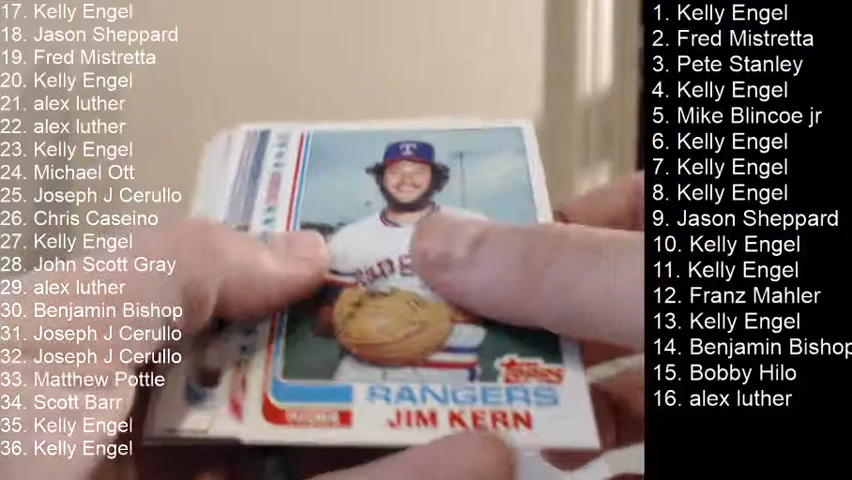 17. Kelly Engel
18. Jason Sheppard
19. Fred Mistretta
20. Kelly Engel
21. alex luther
22. alex luther
23. Kelly Engel
24. Michael Ott
25. Joseph J Cerullo
26. Chris Caseino
27. Kelly Engel
28. John Scott Gray
29. alex luther
30. Benjamin Bishop
31. Joseph J Cerullo
32. Joseph J Cerullo
33. Matthew Pottle
34. Scott Barr
35. Kelly Engel
36. Kelly Engel
T
Topps
RANGERS
JIM KERN
1. Kelly Engel
2. Fred Mistretta
3. Pete Stanley
4. Kelly Engel
5. Mike Blincoe jr
6. Kelly Engel
7. Kelly Engel
8. Kelly Engel
9. Jason Sheppard
10. Kelly Engel
11. Kelly Engel
12. Franz Mahler
13. Kelly Engel
14. Benjamin Bishop
15. Bobby Hilo
16. alex luther